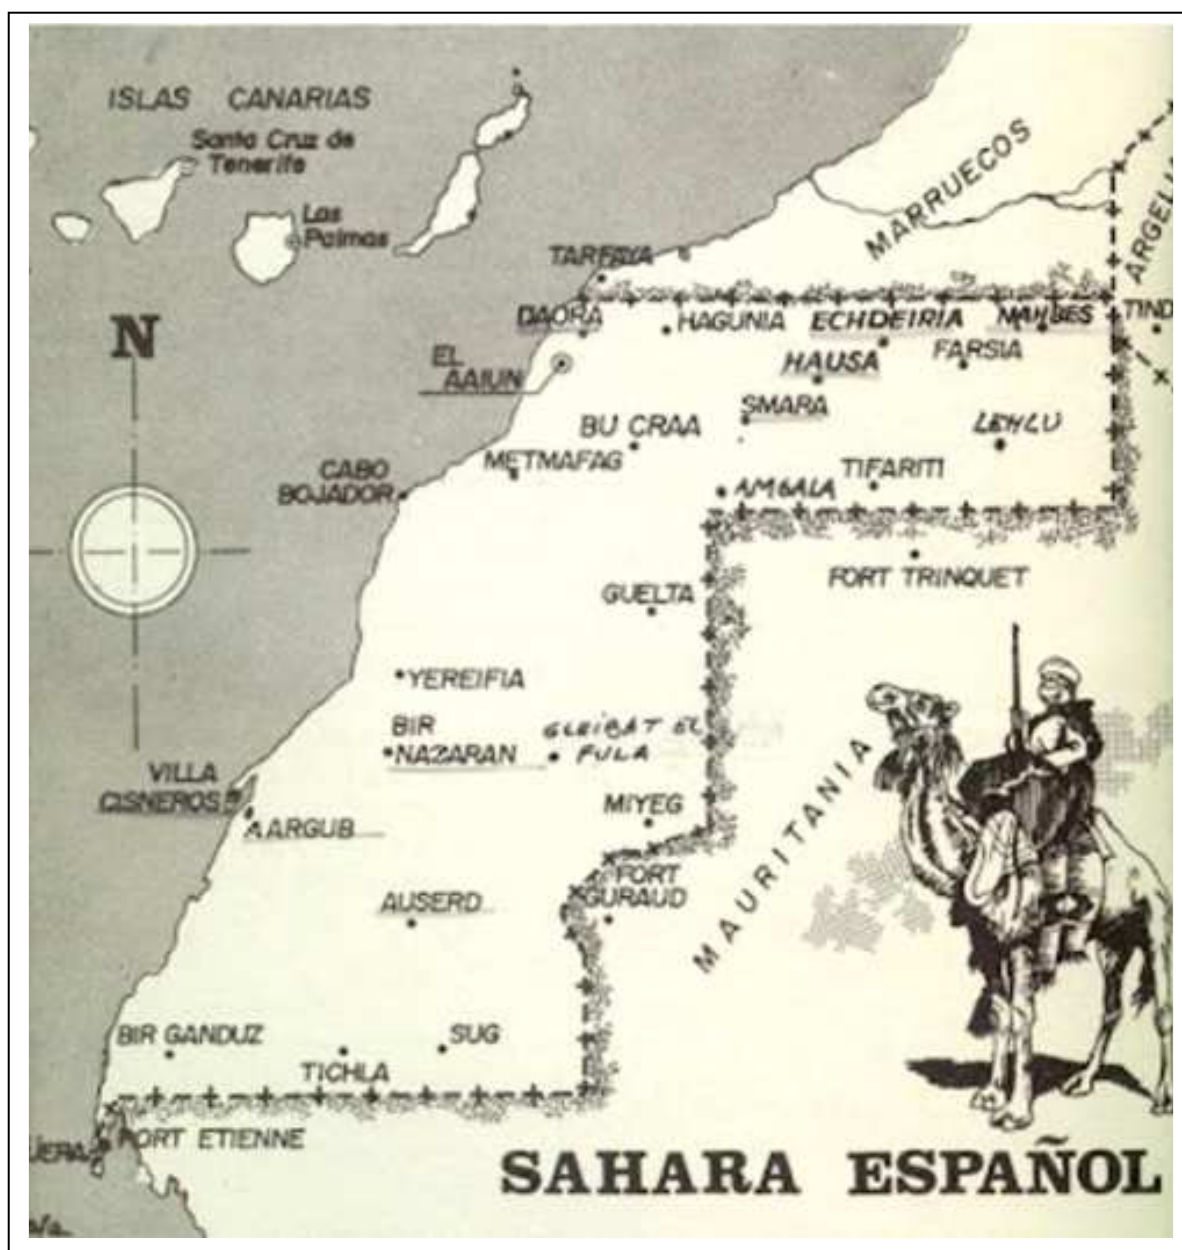 ISLAS CANARIAS
Santa Cruz de
Tenerife
Las
Palmas
MARRUECOS
TARFAYA
N
DAORA
HAGUNIA
ECHDEIRIA
MAHBES
TIND
EL
AAIUN
HAUSA
FARSIA
SMARA
BU CRAA
LEHLU
METMAFAG
CABO
BOJADOR
AMGALA
TIFARITI
FORT TRINQUET
GUELTA
YEREIFIA
BIR
NAZARAN
GLEIBAT EL
FULA
VILLA
CISNEROS
AARGUB
MIYEG
MAURITANIA
FORT
GURAUD
AUSERD
BIR GANDUZ
SUG
TICHLA
PORT ETIENNE
ÜERA
SAHARA ESPAÑOL